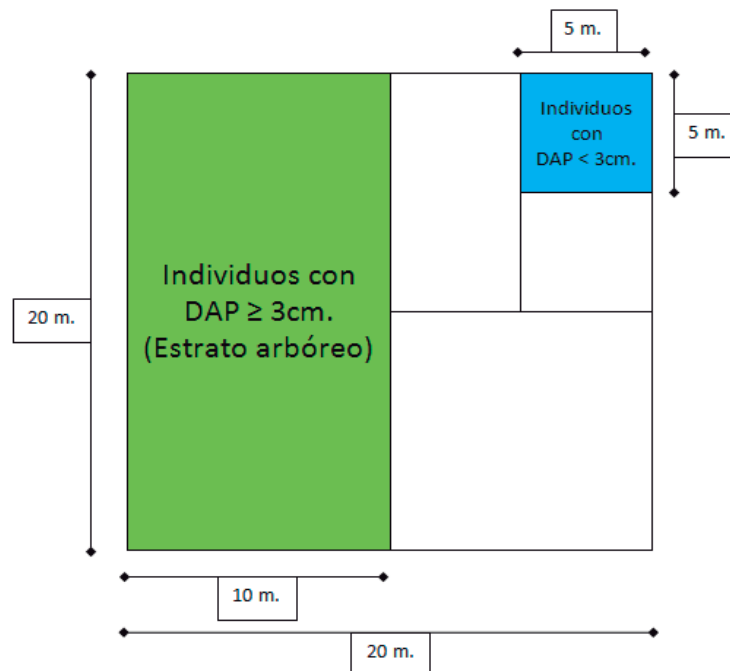 5 m.
Individuos
con
DAP < 3cm.
5 m.
Individuos con
DAP ≥ 3cm.
(Estrato arbóreo)
20 m.
10 m.
20 m.